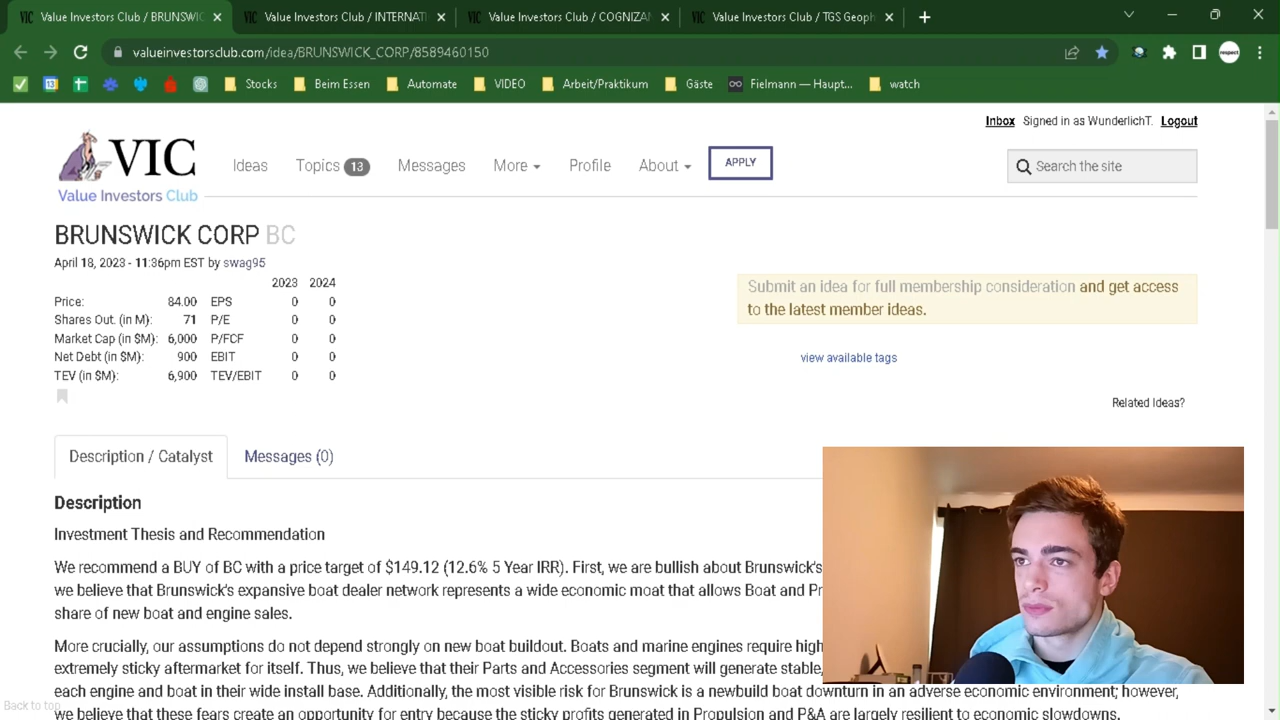 Value Investors Club / BRUNSWIC
Value Investors Club / INTERNATI
Value Investors Club / COGNIZAN
Value Investors Club / TGS Geoph
valueinvestorsclub.com/idea/BRUNSWICK_CORP/8589460150
respect
13
Stocks
Beim Essen
Automate
VIDEO
Arbeit/Praktikum
Gäste
Fielmann — Haupt...
watch
Inbox Signed in as WunderlichT. Logout
VIC
Value Investors Club
Ideas
Topics 13
Messages
More
Profile
About
APPLY
Search the site
BRUNSWICK CORP BC
April 18, 2023 - 11:36pm EST by swag95
2023 2024
Price: 84.00 EPS 0 0
Shares Out. (in M): 71 P/E 0 0
Market Cap (in $M): 6,000 P/FCF 0 0
Net Debt (in $M): 900 EBIT 0 0
TEV (in $M): 6,900 TEV/EBIT 0 0
Submit an idea for full membership consideration and get access
to the latest member ideas.
view available tags
Related Ideas?
Description / Catalyst
Messages (0)
Description
Investment Thesis and Recommendation
We recommend a BUY of BC with a price target of $149.12 (12.6% 5 Year IRR). First, we are bullish about Brunswick's
we believe that Brunswick's expansive boat dealer network represents a wide economic moat that allows Boat and Pr
share of new boat and engine sales.
More crucially, our assumptions do not depend strongly on new boat buildout. Boats and marine engines require high
extremely sticky aftermarket for itself. Thus, we believe that their Parts and Accessories segment will generate stable,
each engine and boat in their wide install base. Additionally, the most visible risk for Brunswick is a newbuild boat downturn in an adverse economic environment; however,
we believe that these fears create an opportunity for entry because the sticky profits generated in Propulsion and P&A are largely resilient to economic slowdowns.
Back to top